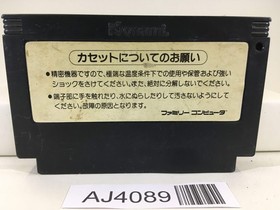 カセットについてのお願い
●精密機器ですので、極端な温度条件下での使用や保管および強い
ショックをさけてください。また、絶対に分解しないでください。
●端子部に手を触れたり、水にぬらしたりして汚さないようにして
ください。故障の原因となります。
ファミリーコンピュータ
AJ4089